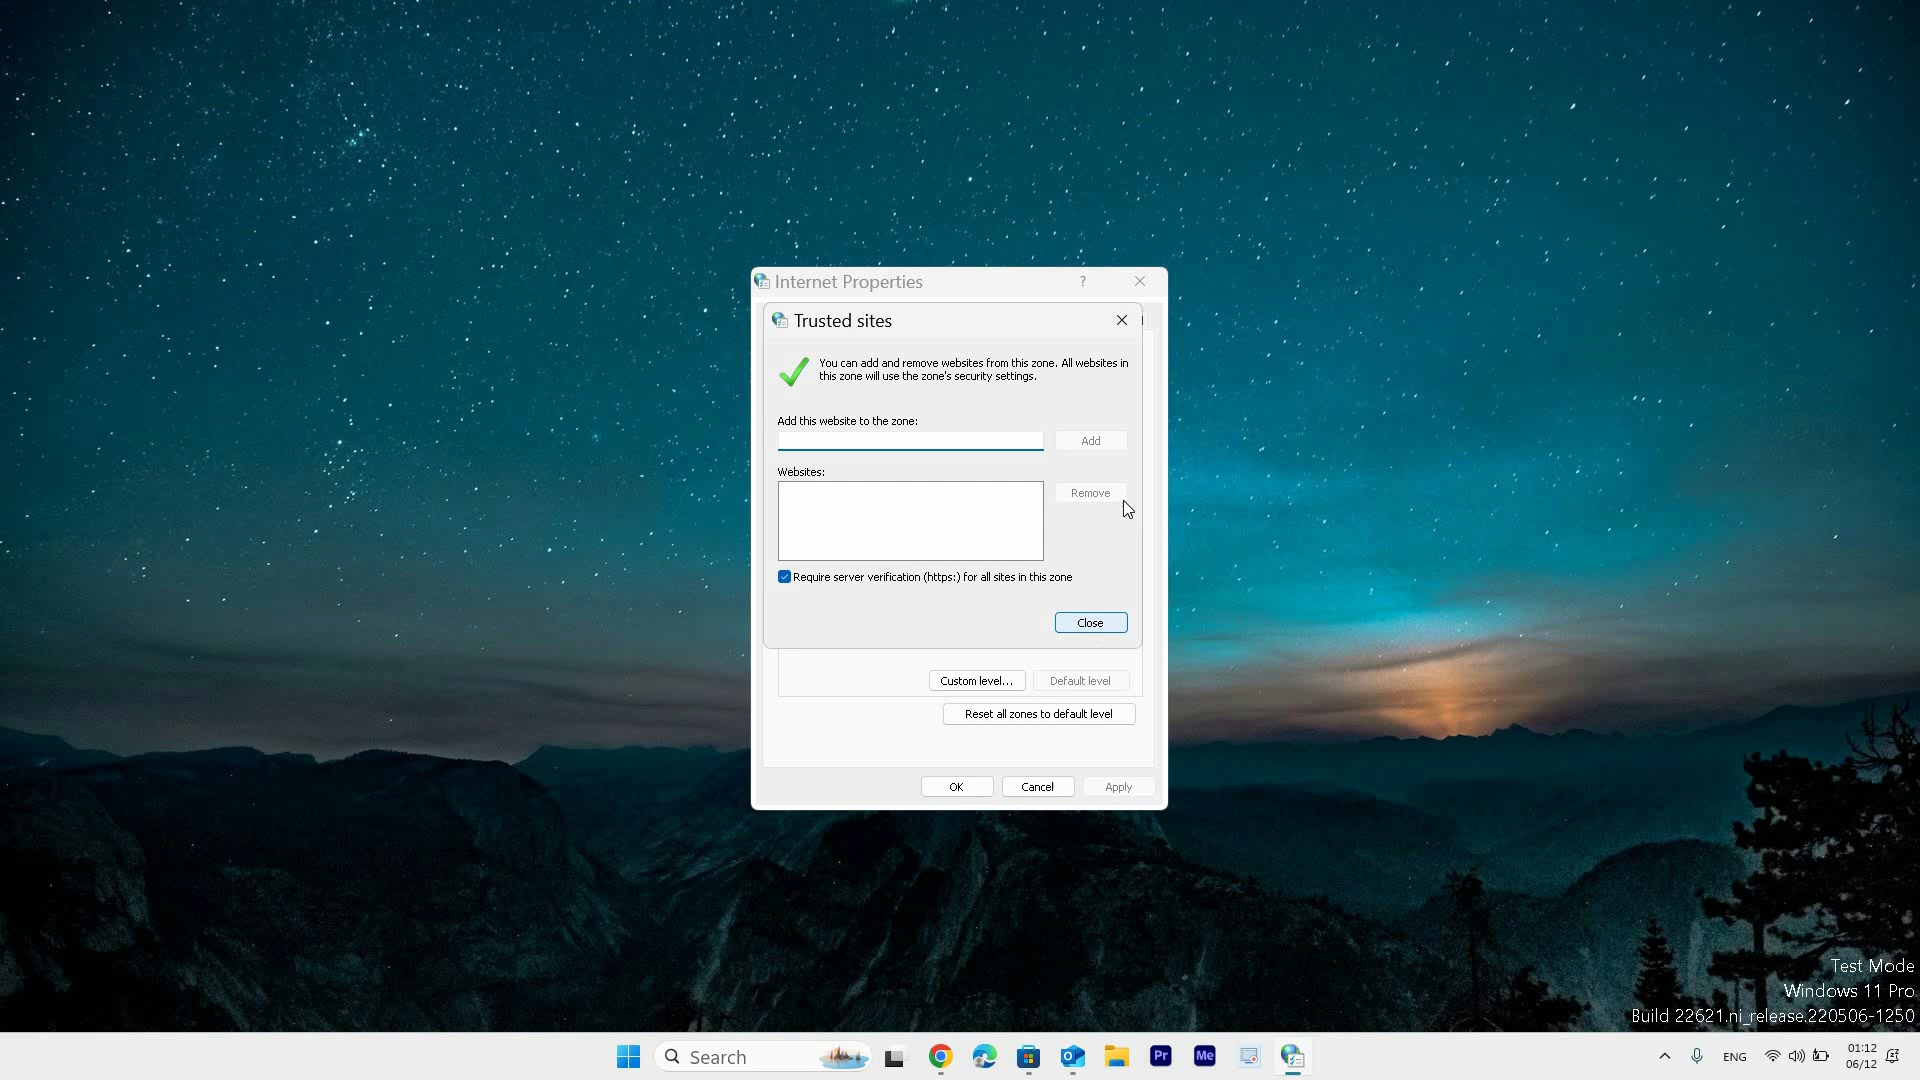 Internet Properties
?
Trusted sites
You can add and remove websites from this zone. All websites in
this zone will use the zone's security settings.
Add this website to the zone:
Add
Websites:
Remove
Require server verification (https:) for all sites in this zone
Close
Custom level...
Default level
Reset all zones to default level
OK
Cancel
Apply
Test Mode
Windows 11 Pro
Build 22621.ni_release.220506-1250
Search
Pr
Me
ENG
01:12
06/12